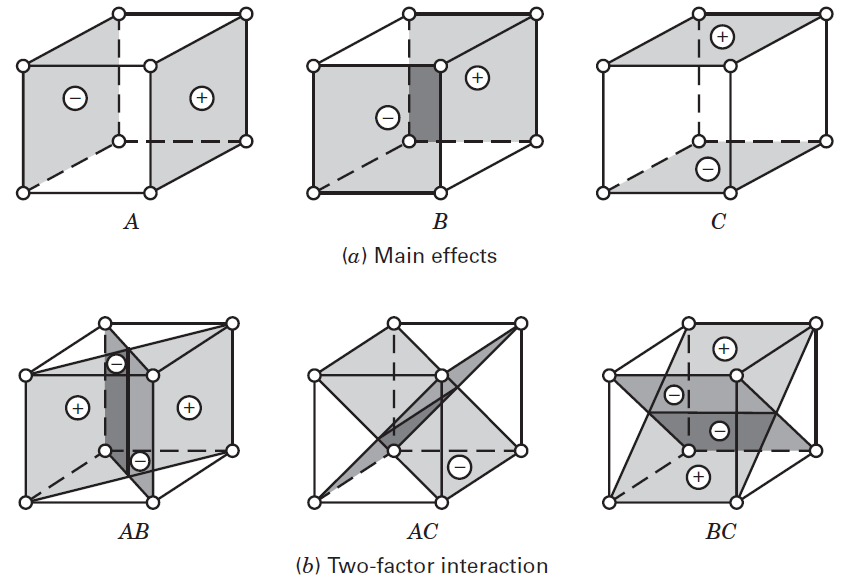 − + − + + −
A B C
(a) Main effects
− + + − − + − − +
AB AC BC
(b) Two-factor interaction